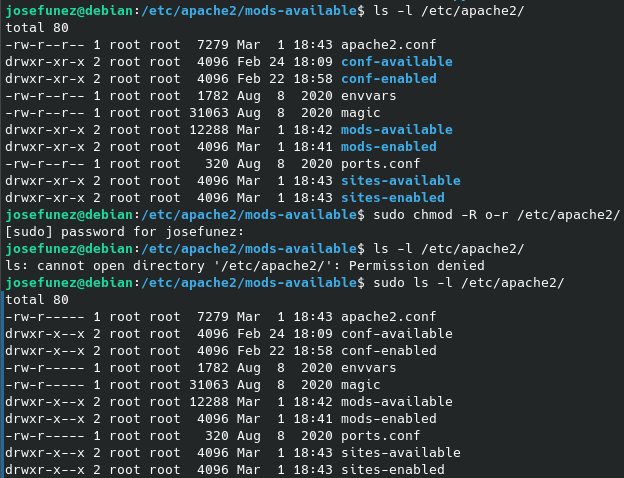 josefunez@debian:/etc/apache2/mods-available$ ls -l /etc/apache2/
total 80
-rw-r--r-- 1 root root  7279 Mar  1 18:43 apache2.conf
drwxr-xr-x 2 root root  4096 Feb 24 18:09 conf-available
drwxr-xr-x 2 root root  4096 Feb 22 18:58 conf-enabled
-rw-r--r-- 1 root root  1782 Aug  8  2020 envvars
-rw-r--r-- 1 root root 31063 Aug  8  2020 magic
drwxr-xr-x 2 root root 12288 Mar  1 18:42 mods-available
drwxr-xr-x 2 root root  4096 Mar  1 18:41 mods-enabled
-rw-r--r-- 1 root root   320 Aug  8  2020 ports.conf
drwxr-xr-x 2 root root  4096 Mar  1 18:43 sites-available
drwxr-xr-x 2 root root  4096 Mar  1 18:43 sites-enabled
josefunez@debian:/etc/apache2/mods-available$ sudo chmod -R o-r /etc/apache2/
[sudo] password for josefunez:
josefunez@debian:/etc/apache2/mods-available$ ls -l /etc/apache2/
ls: cannot open directory '/etc/apache2/': Permission denied
josefunez@debian:/etc/apache2/mods-available$ sudo ls -l /etc/apache2/
total 80
-rw-r----- 1 root root  7279 Mar  1 18:43 apache2.conf
drwxr-x--x 2 root root  4096 Feb 24 18:09 conf-available
drwxr-x--x 2 root root  4096 Feb 22 18:58 conf-enabled
-rw-r----- 1 root root  1782 Aug  8  2020 envvars
-rw-r----- 1 root root 31063 Aug  8  2020 magic
drwxr-x--x 2 root root 12288 Mar  1 18:42 mods-available
drwxr-x--x 2 root root  4096 Mar  1 18:41 mods-enabled
-rw-r----- 1 root root   320 Aug  8  2020 ports.conf
drwxr-x--x 2 root root  4096 Mar  1 18:43 sites-available
drwxr-x--x 2 root root  4096 Mar  1 18:43 sites-enabled